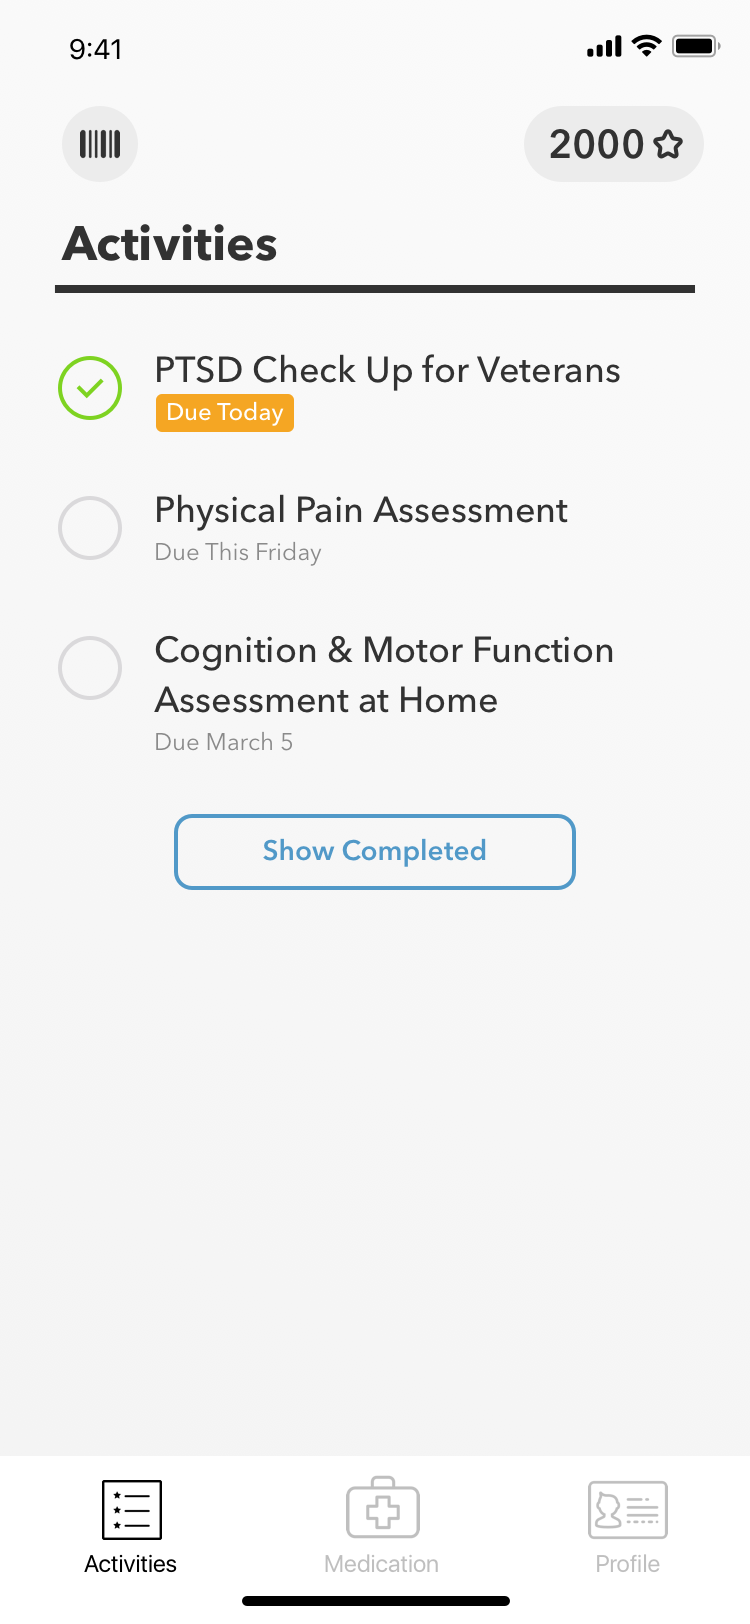 9:41
2000
Activities
PTSD Check Up for Veterans
Due Today
Physical Pain Assessment
Due This Friday
Cognition & Motor Function
Assessment at Home
Due March 5
Show Completed
Activities
Medication
Profile